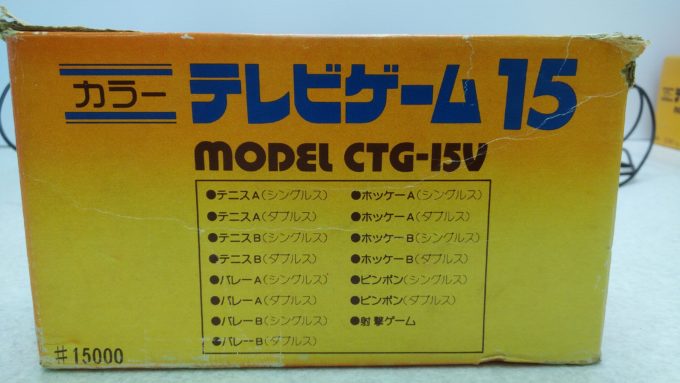 カラー テレビゲーム 15
MODEL CTG-15V
●テニスA(シングルス)
●テニスA(ダブルス)
●テニスB(シングルス)
●テニスB(ダブルス)
●バレーA(シングルス)
●バレーA(ダブルス)
●バレーB(シングルス)
●バレーB(ダブルス)
●ホッケーA(シングルス)
●ホッケーA(ダブルス)
●ホッケーB(シングルス)
●ホッケーB(ダブルス)
●ピンポン(シングルス)
●ピンポン(ダブルス)
●射撃ゲーム
#15000